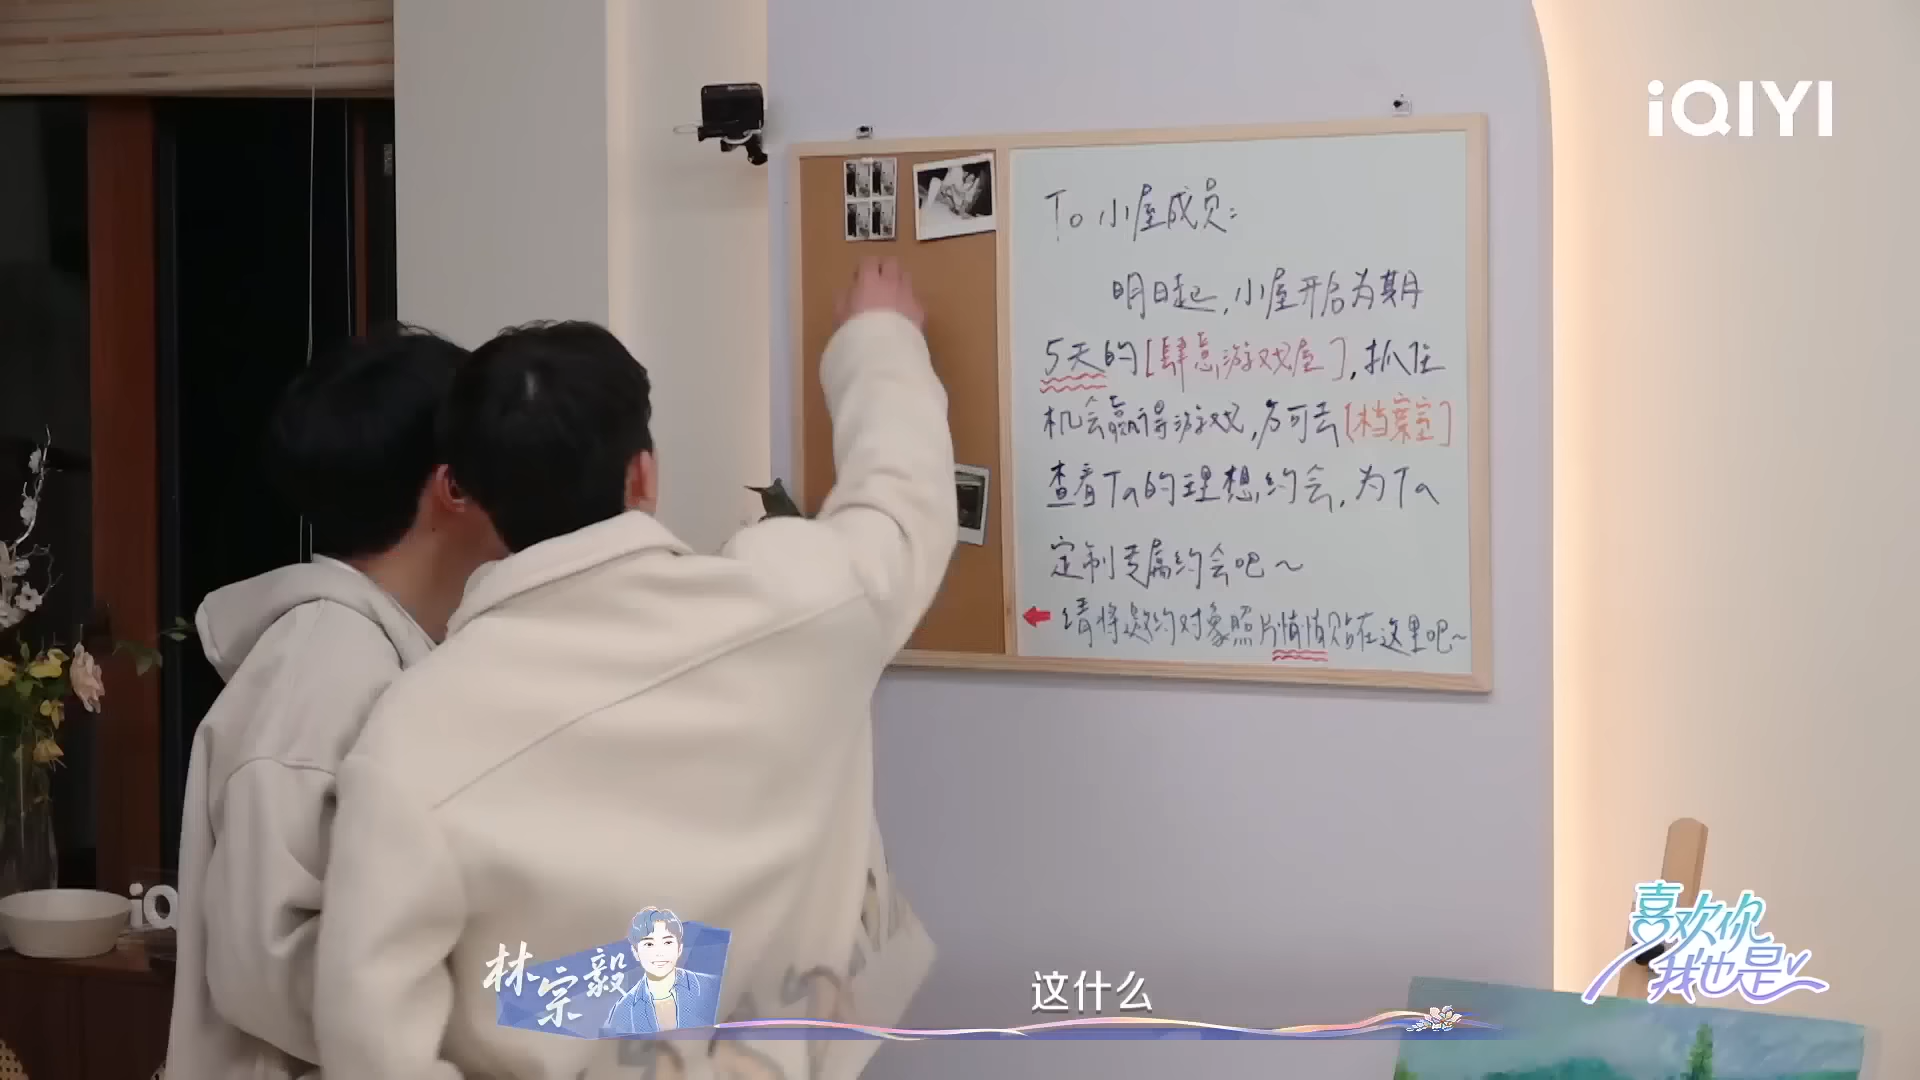 iQIYI
To 小屋成员:
明日起,小屋开启为期
5天的[肆意游戏屋],抓住
机会赢得游戏,方可去[档案室]
查看Ta的理想约会,为Ta
定制专属约会吧~
请将邀约对象照片悄悄贴在这里吧~
iQ
林宗毅
这什么
喜欢你
我也是